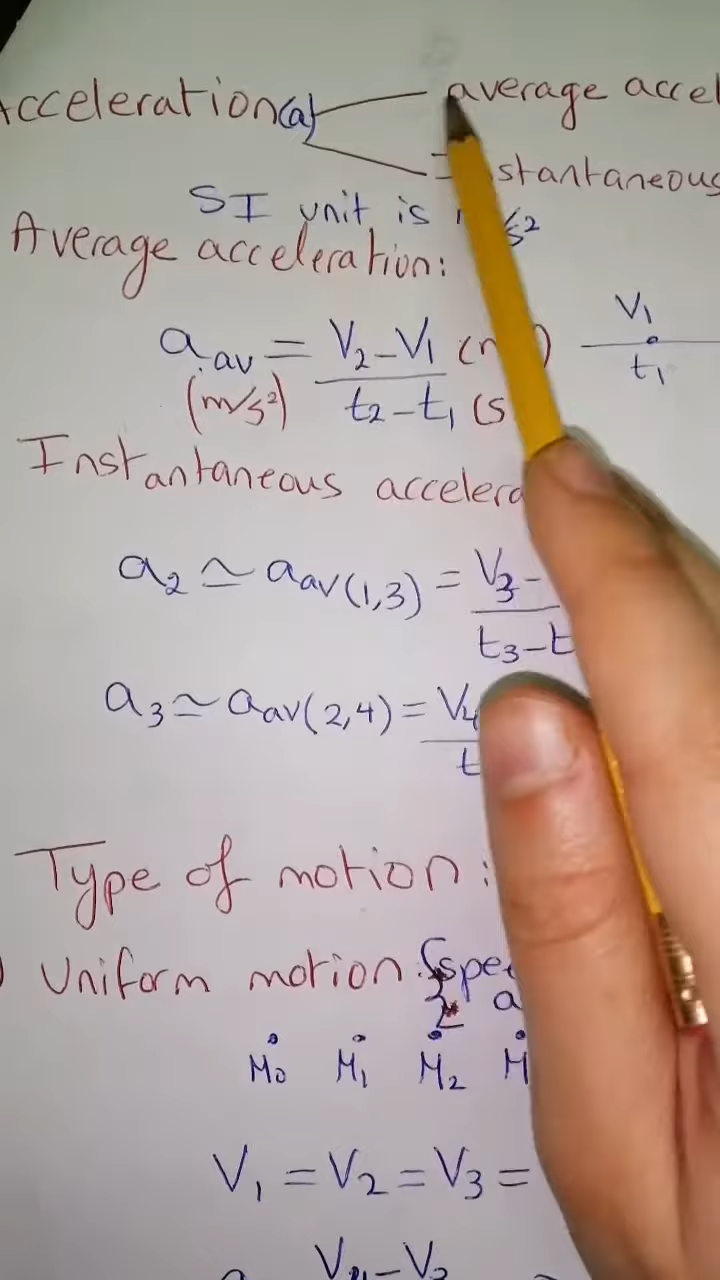 Acceleration(a) average accel
stantaneous
SI unit is
Average acceleration:
a av = V₂-V₁ / t₂-t₁ (s
(m/s²)
V₁
t₁
Instantaneous accelera
a₂ ≃ aav(1,3) = V₃- / t₃-t
a₃ ≃ aav(2,4) = V₄ / t
Type of motion:
Uniform motion {spe
a
M₀ M₁ M₂ M
V₁ = V₂ = V₃ =